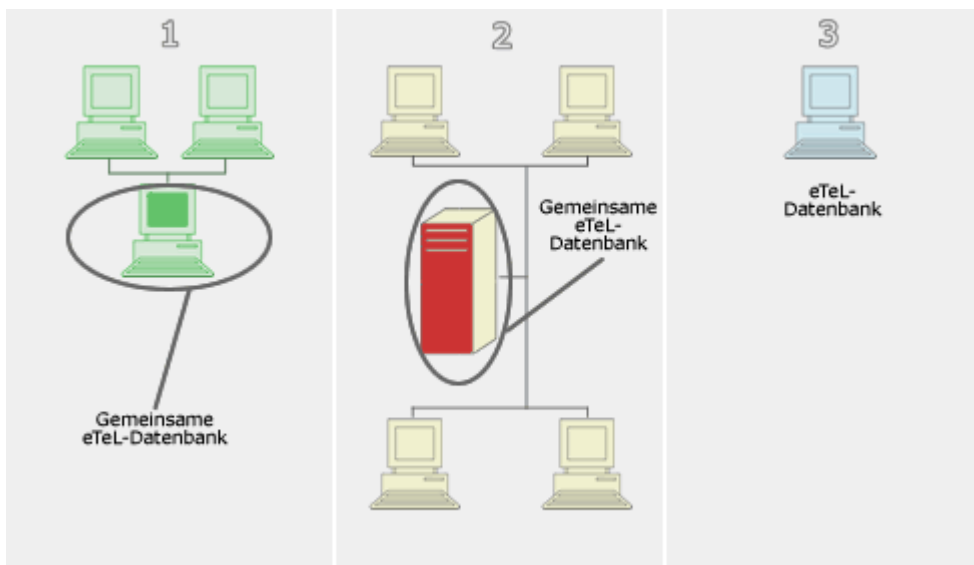 1
Gemeinsame
eTeL-Datenbank
2
Gemeinsame
eTeL-
Datenbank
3
eTeL-
Datenbank